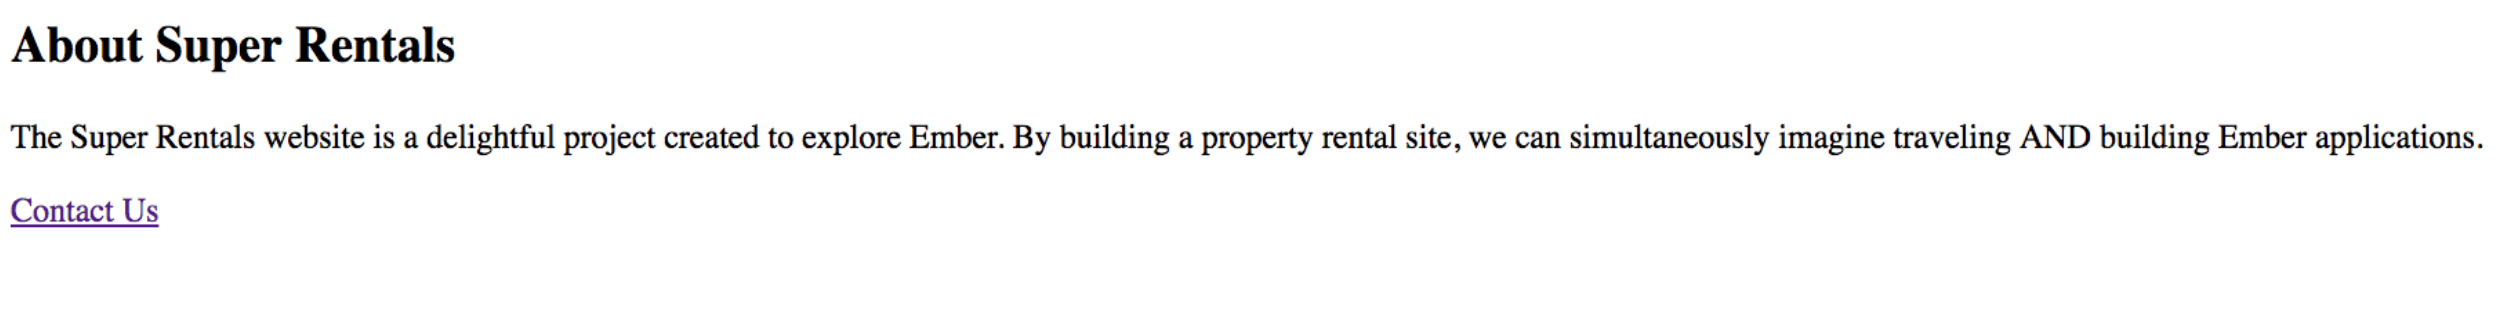 About Super Rentals
The Super Rentals website is a delightful project created to explore Ember. By building a property rental site, we can simultaneously imagine traveling AND building Ember applications.
Contact Us